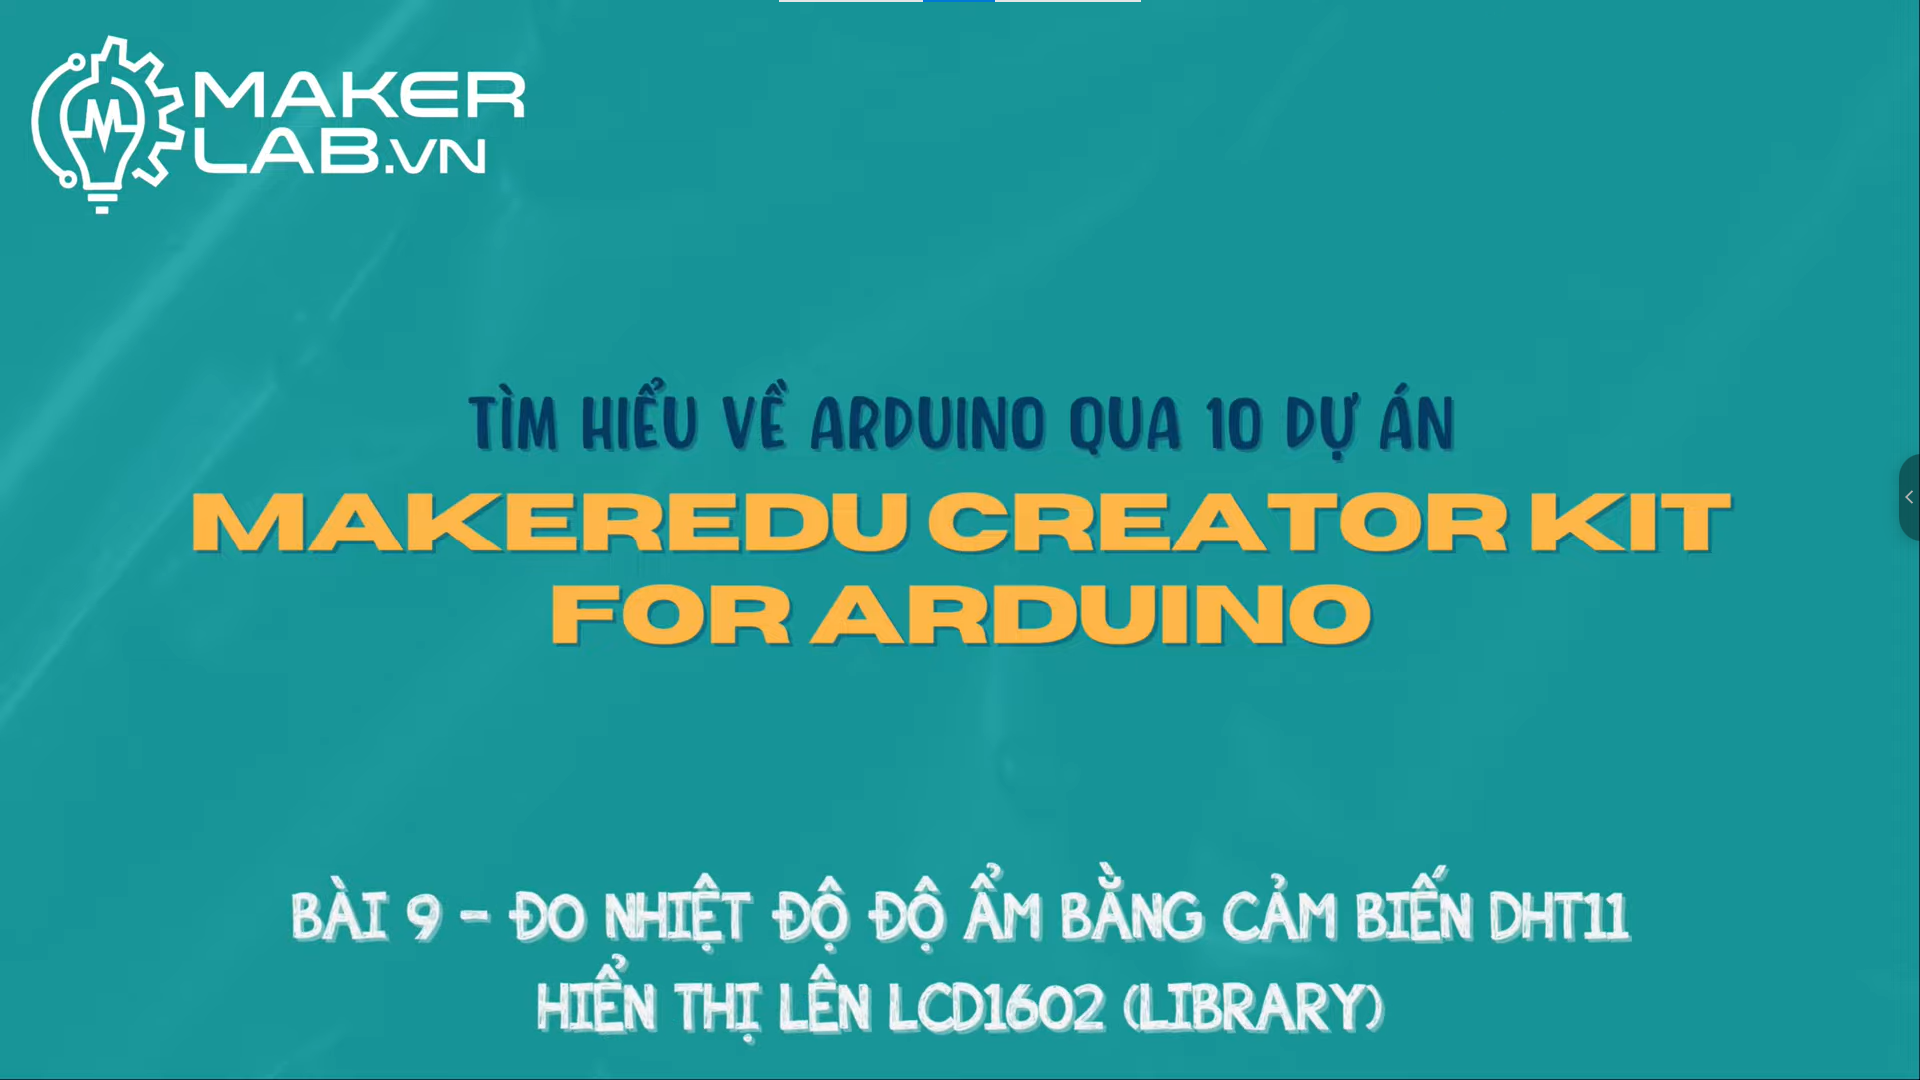 MAKER
LAB.VN
TÌM HIỂU VỀ ARDUINO QUA 10 DỰ ÁN
MAKEREDU CREATOR KIT
FOR ARDUINO
BÀI 9 - ĐO NHIỆT ĐỘ ĐỘ ẨM BẰNG CẢM BIẾN DHT11
HIỂN THỊ LÊN LCD1602 (LIBRARY)